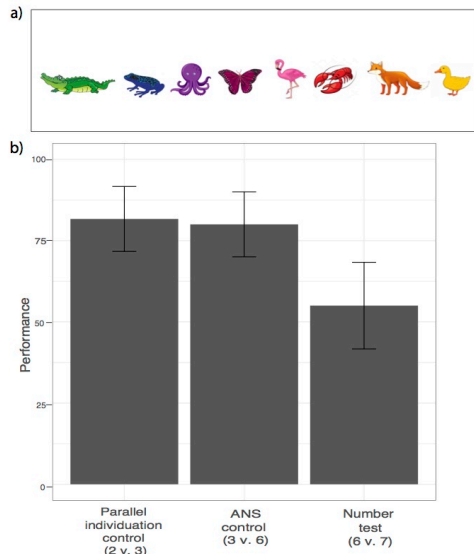 a)
b)
100
75
50
25
0
Performance
Parallel
individuation
control
(2 v. 3)
ANS
control
(3 v. 6)
Number
test
(6 v. 7)